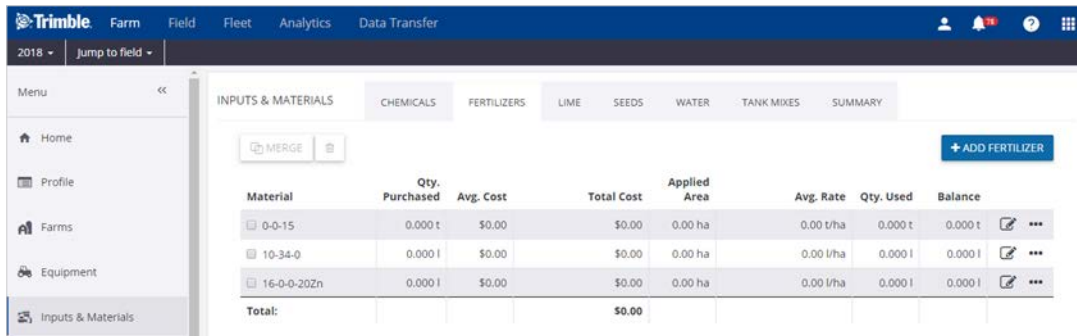 Trimble. Farm Field Fleet Analytics Data Transfer 76 ?
2018 Jump to field
Menu <<
Home
Profile
Farms
Equipment
Inputs & Materials
INPUTS & MATERIALS CHEMICALS FERTILIZERS LIME SEEDS WATER TANK MIXES SUMMARY
MERGE + ADD FERTILIZER
Material Qty. Purchased Avg. Cost Total Cost Applied Area Avg. Rate Qty. Used Balance
0-0-15 0.000 t $0.00 $0.00 0.00 ha 0.00 t/ha 0.000 t 0.000 t
10-34-0 0.000 l $0.00 $0.00 0.00 ha 0.00 l/ha 0.000 l 0.000 l
16-0-0-20Zn 0.000 l $0.00 $0.00 0.00 ha 0.00 l/ha 0.000 l 0.000 l
Total: $0.00